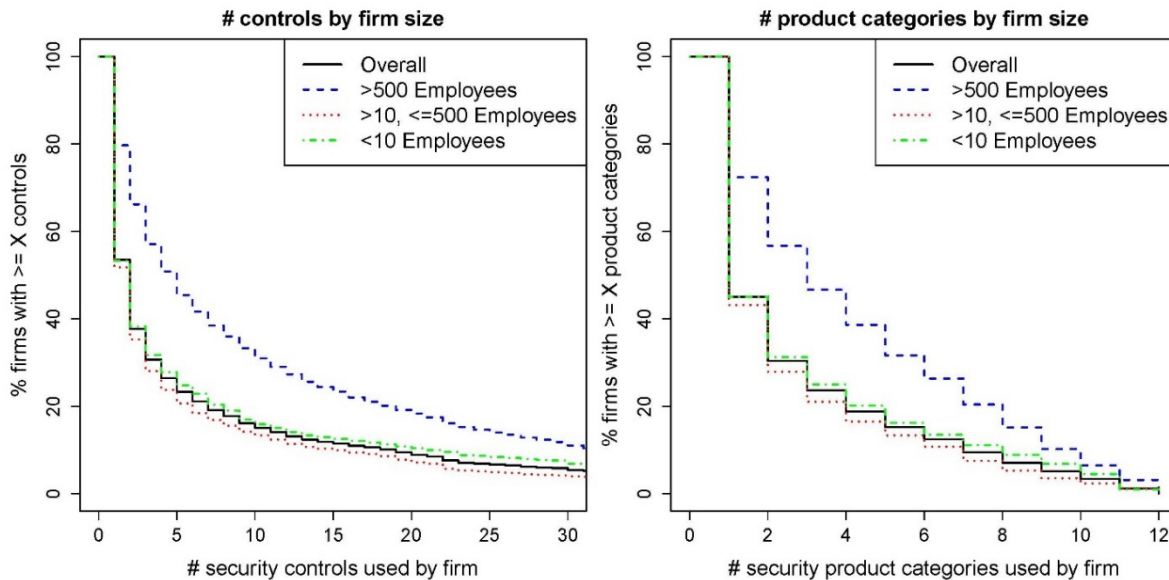 # controls by firm size
Overall
>500 Employees
>10, <=500 Employees
<10 Employees
% firms with >= X controls
100
80
60
40
20
0
0 5 10 15 20 25 30
# security controls used by firm
# product categories by firm size
Overall
>500 Employees
>10, <=500 Employees
<10 Employees
% firms with >= X product categories
100
80
60
40
20
0
0 2 4 6 8 10 12
# security product categories used by firm